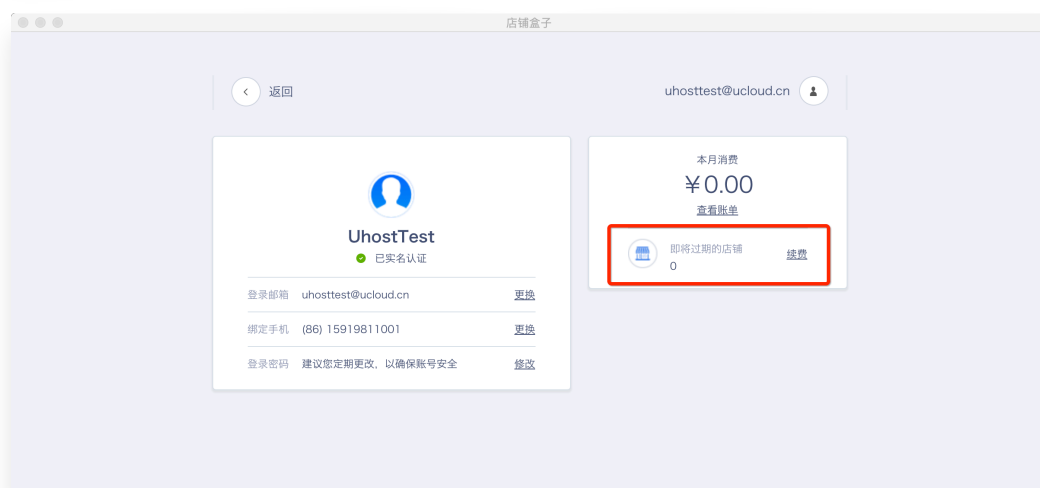 店铺盒子
返回
uhosttest@ucloud.cn
UhostTest
已实名认证
登录邮箱 uhosttest@ucloud.cn 更换
绑定手机 (86) 15919811001 更换
登录密码 建议您定期更改、以确保账号安全 修改
本月消费
￥0.00
查看账单
即将过期的店铺
0
续费